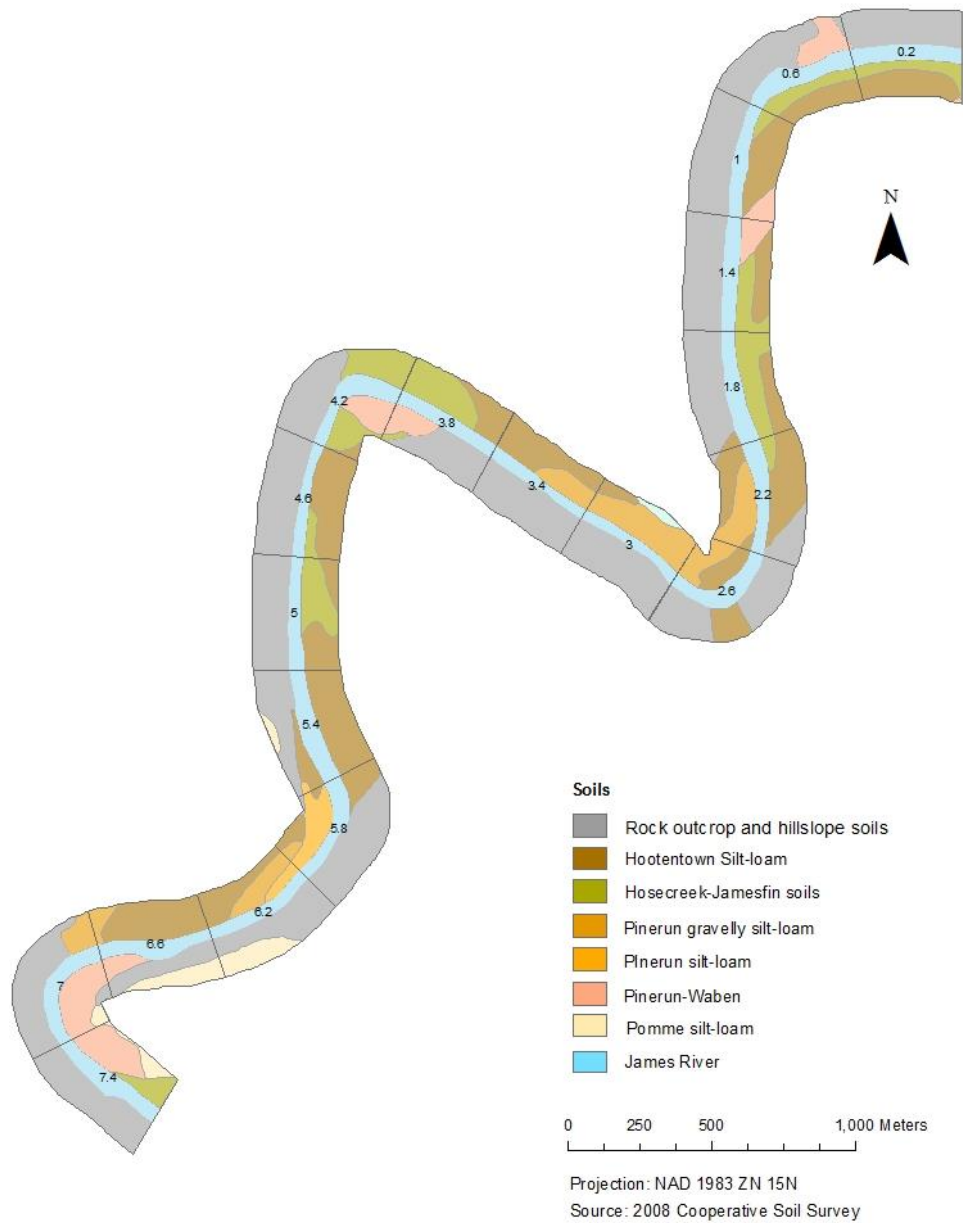 0.2
0.6
1
N
1.4
1.8
4.2
3.8
2.2
3.4
4.6
3
2.6
5
5.4
Soils
Rock outcrop and hillslope soils
5.8
Hootentown Silt-loam
Hosecreek-Jamesfin soils
6.2
Pinerun gravelly silt-loam
6.6
PInerun silt-loam
7
Pinerun-Waben
Pomme silt-loam
James River
7.4
0 250 500 1,000 Meters
Projection: NAD 1983 ZN 15N
Source: 2008 Cooperative Soil Survey